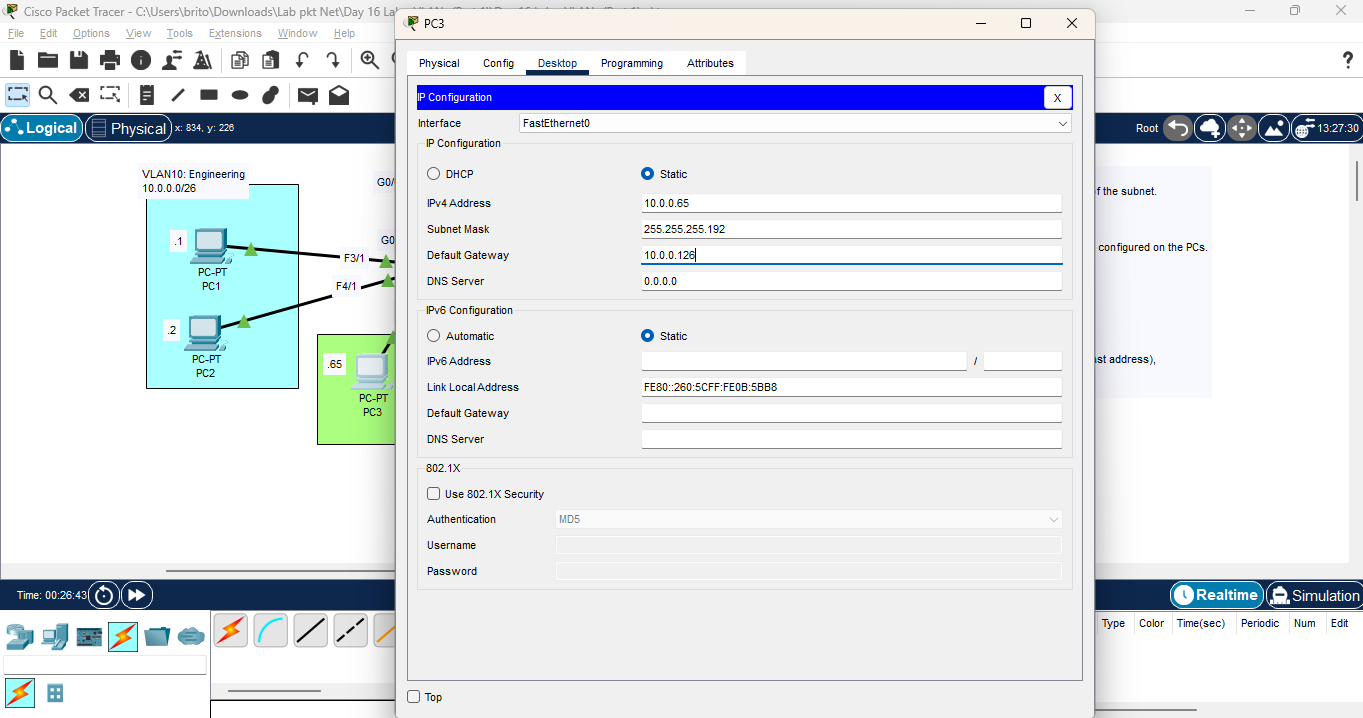 Cisco Packet Tracer - C:\Users\brito\Downloads\Lab pkt Net\Day 16 La
PC3
File Edit Options View Tools Extensions Window Help
Physical Config Desktop Programming Attributes
IP Configuration X
Interface FastEthernet0
IP Configuration
DHCP Static
IPv4 Address 10.0.0.65
Subnet Mask 255.255.255.192
Default Gateway 10.0.0.126
DNS Server 0.0.0.0
IPv6 Configuration
Automatic Static
IPv6 Address /
Link Local Address FE80::260:5CFF:FE0B:5BB8
Default Gateway
DNS Server
802.1X
Use 802.1X Security
Authentication MD5
Username
Password
Top
Logical Physical x: 834, y: 226
Root 13:27:30
VLAN10: Engineering
10.0.0.0/26
G0/
.1
G0
F3/1
PC-PT
PC1
F4/1
.2
PC-PT
PC2
.65
PC-PT
PC3
f the subnet.
configured on the PCs.
st address),
Time: 00:26:43
Realtime Simulation
Type Color Time(sec) Periodic Num Edit